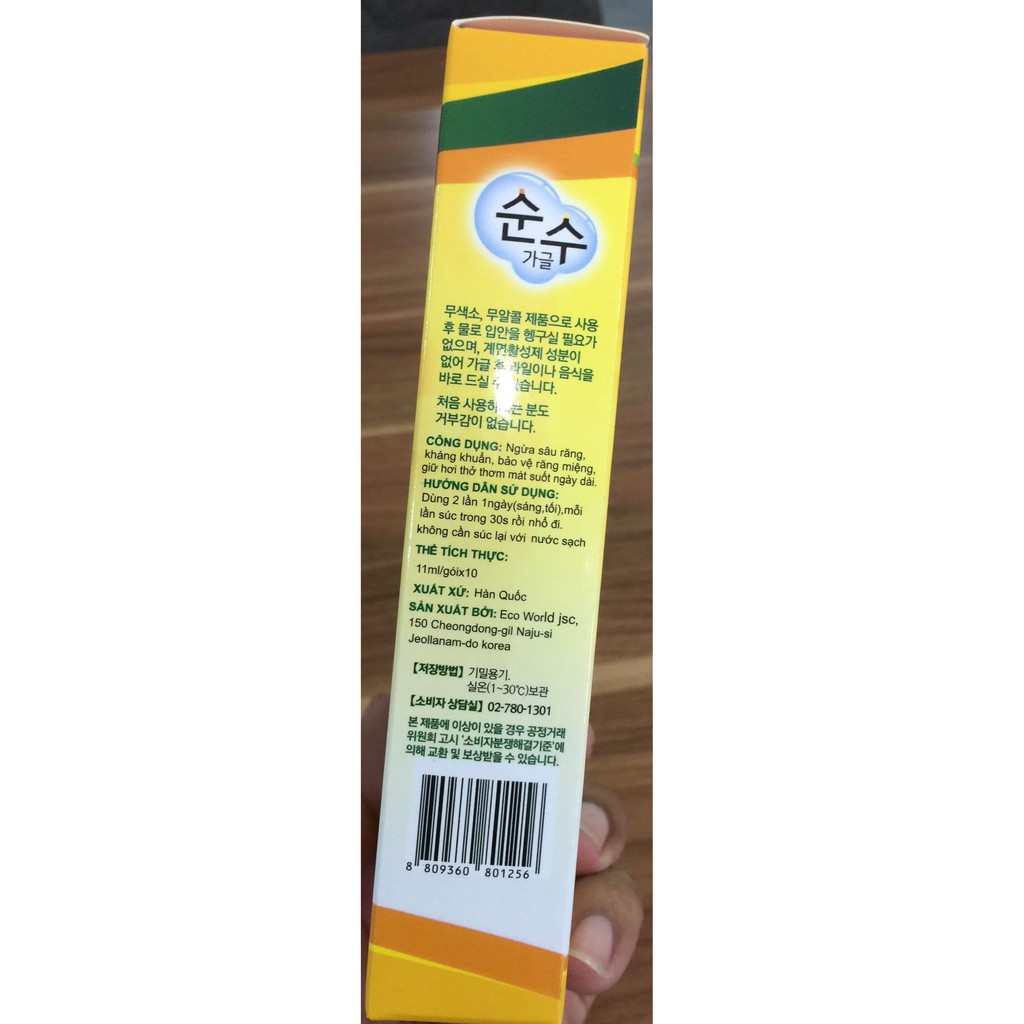 순수
가글
무색소, 무알콜 제품으로 사용
후 물로 입안을 헹구실 필요가
없으며, 계면활성제 성분이
없어 가글 후 과일이나 음식을
바로 드실 수 있습니다.
처음 사용하시는 분도
거부감이 없습니다.
CÔNG DỤNG: Ngừa sâu răng,
kháng khuẩn, bảo vệ răng miệng,
giữ hơi thở thơm mát suốt ngày dài.
HƯỚNG DẪN SỬ DỤNG:
Dùng 2 lần 1ngày(sáng,tối),mỗi
lần súc trong 30s rồi nhổ đi.
không cần súc lại với nước sạch
THỂ TÍCH THỰC:
11ml/góix10
XUẤT XỨ: Hàn Quốc
SẢN XUẤT BỞI: Eco World jsc,
150 Cheongdong-gil Naju-si
Jeollanam-do korea
【저장방법】 기밀용기.
실온(1~30℃)보관
【소비자 상담실】 02-780-1301
본 제품에 이상이 있을 경우 공정거래
위원회 고시 '소비자분쟁해결기준'에
의해 교환 및 보상받을 수 있습니다.
8 809360 801256